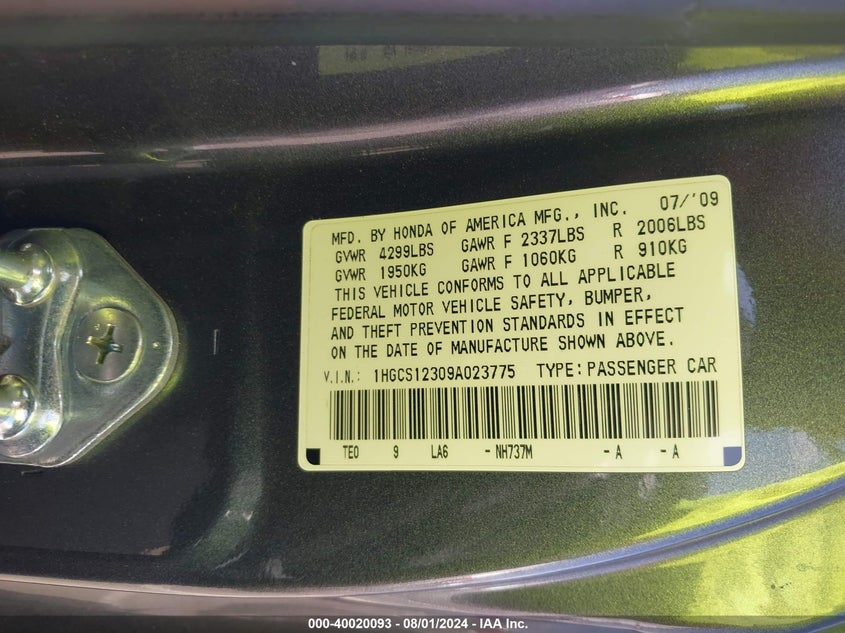 MFD. BY HONDA OF AMERICA MFG., INC. 07/'09
GVWR 4299LBS GAWR F 2337LBS R 2006LBS
GVWR 1950KG GAWR F 1060KG R 910KG
THIS VEHICLE CONFORMS TO ALL APPLICABLE
FEDERAL MOTOR VEHICLE SAFETY, BUMPER,
AND THEFT PREVENTION STANDARDS IN EFFECT
ON THE DATE OF MANUFACTURE SHOWN ABOVE.
V.I.N.: 1HGCS12309A023775 TYPE:PASSENGER CAR
TE0 9 LA6 - NH737M - A - A
000-40020093 - 08/01/2024 - IAA Inc.